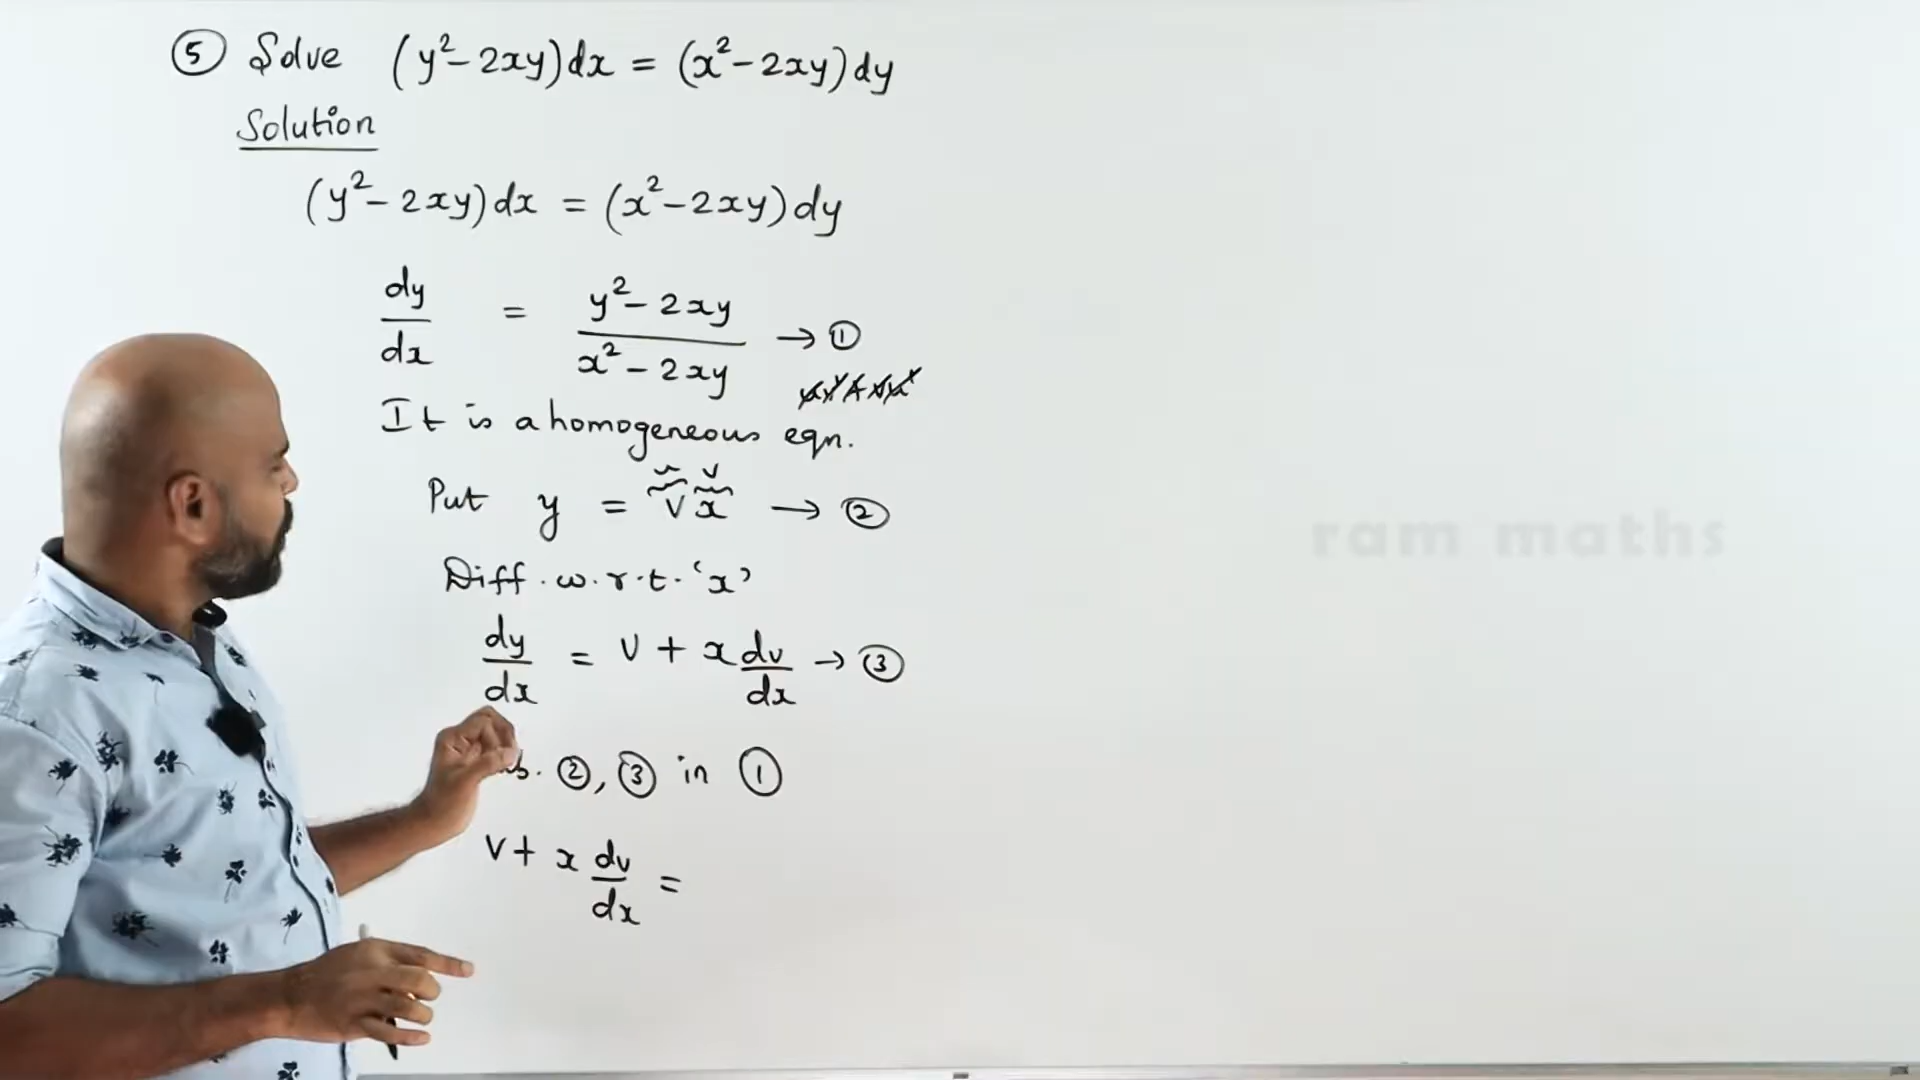 ⑤ Solve (y²-2xy)dx = (x²-2xy)dy
Solution
(y²-2xy)dx = (x²-2xy)dy
dy/dx = (y²-2xy)/(x²-2xy) → ①
It is a homogeneous eqn.
u v
Put y = v x → ②
Diff. w.r.t. 'x'
dy/dx = v + x dv/dx → ③
②, ③ in ①
v + x dv/dx =
ram maths